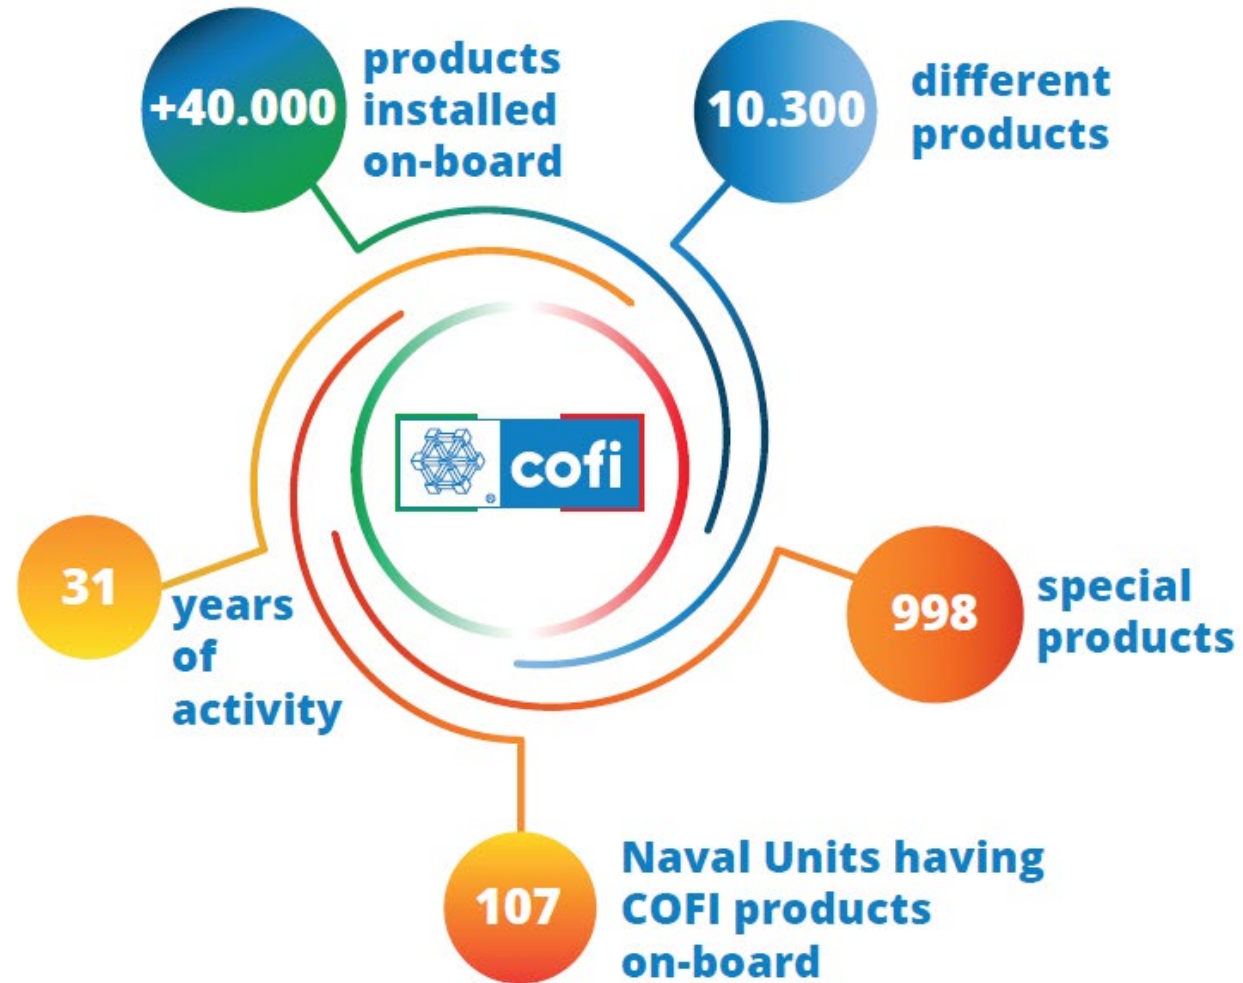 +40.000
products
installed
on-board
10.300
different
products
®
cofi
31
years
of
activity
998
special
products
107
Naval Units having
COFI products
on-board